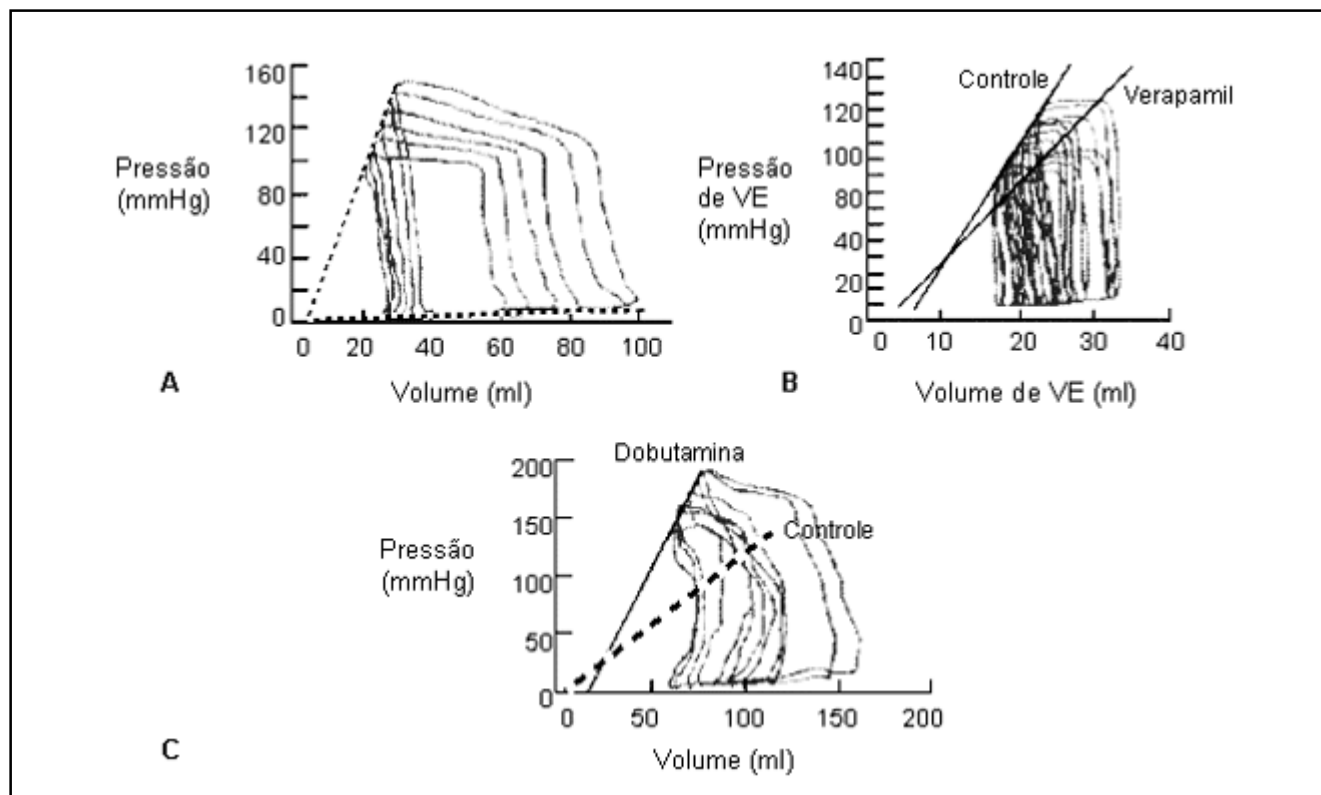 160
120
80
40
0
Pressão
(mmHg)
0 20 40 60 80 100
Volume (ml)
A
140
120
100
80
60
40
20
0
Pressão
de VE
(mmHg)
Controle
Verapamil
0 10 20 30 40
Volume de VE (ml)
B
Dobutamina
200
150
100
50
0
Pressão
(mmHg)
Controle
0 50 100 150 200
Volume (ml)
C